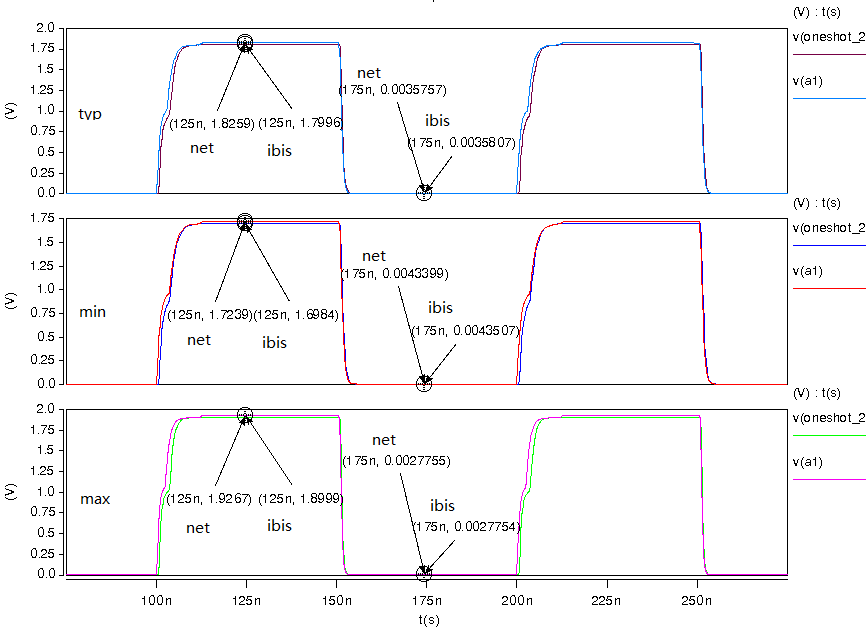 (V) : t(s)
2.0
v(oneshot_2
1.75
net
1.5
(175n, 0.0035757)
v(a1)
1.25
ibis
(V)
1.0
typ
(125n, 1.8259)
(125n, 1.7996)
0.75
(175n, 0.0035807)
net
ibis
0.5
0.25
0.0
(V) : t(s)
1.75
v(oneshot_2
1.5
net
1.25
(175n, 0.0043399)
v(a1)
(V)
1.0
ibis
min
(125n, 1.7239)
(125n, 1.6984)
0.75
(175n, 0.0043507)
net
ibis
0.5
0.25
0.0
(V) : t(s)
2.0
v(oneshot_2
1.75
net
1.5
(175n, 0.0027755)
v(a1)
1.25
(V)
1.0
max
(125n, 1.9267)
(125n, 1.8999)
ibis
0.75
net
ibis
(175n, 0.0027754)
0.5
0.25
0.0
100n
125n
150n
175n
200n
225n
250n
t(s)